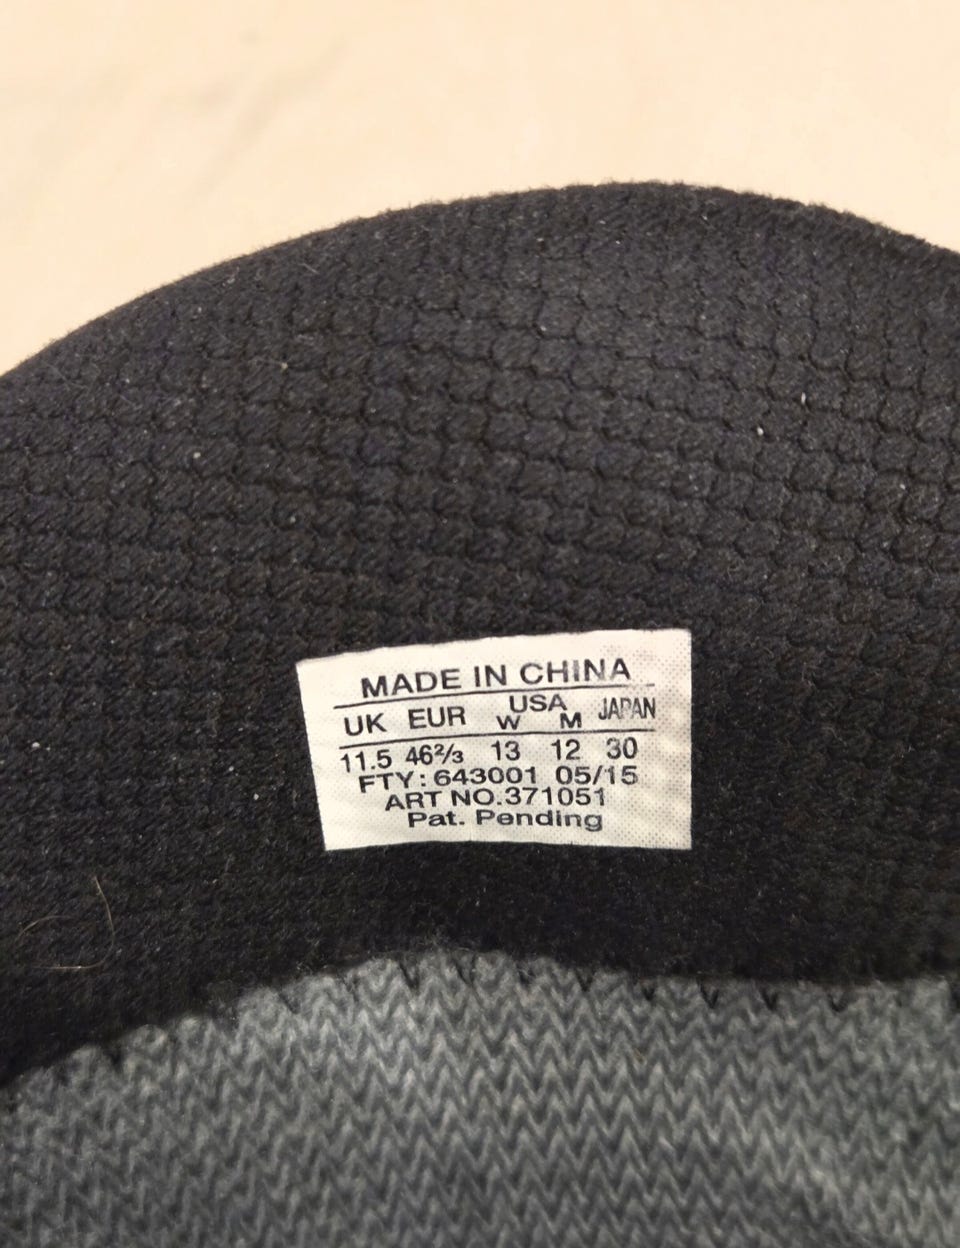 MADE IN CHINA
UK EUR USA JAPAN
W M
11.5 46⅔ 13 12 30
FTY: 643001 05/15
ART NO.371051
Pat. Pending